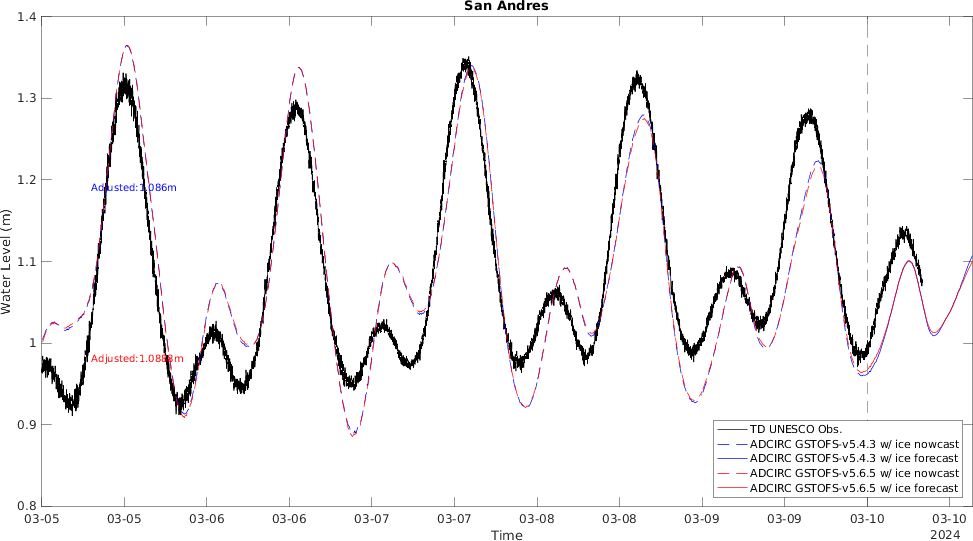 San Andres
Water Level (m)
1.4
1.3
1.2
1.1
1
0.9
0.8
Adjusted:1.086m
Adjusted:1.0883m
TD UNESCO Obs.
ADCIRC GSTOFS-v5.4.3 w/ ice nowcast
ADCIRC GSTOFS-v5.4.3 w/ ice forecast
ADCIRC GSTOFS-v5.6.5 w/ ice nowcast
ADCIRC GSTOFS-v5.6.5 w/ ice forecast
03-05 03-05 03-06 03-06 03-07 03-07 03-08 03-08 03-09 03-09 03-10 03-10
Time
2024